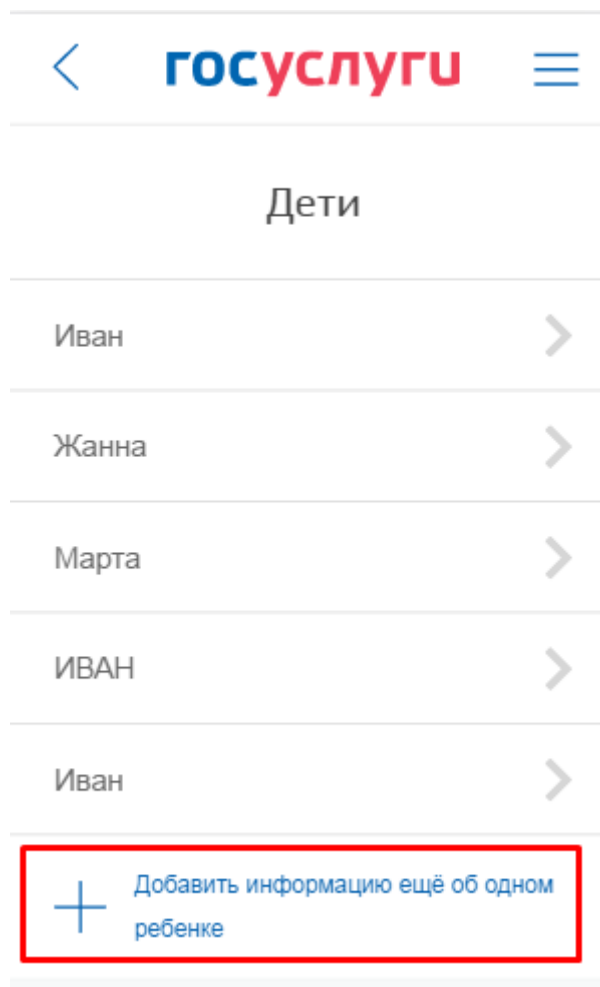 госуслуги
Дети
Иван
Жанна
Марта
ИВАН
Иван
Добавить информацию ещё об одном
ребенке